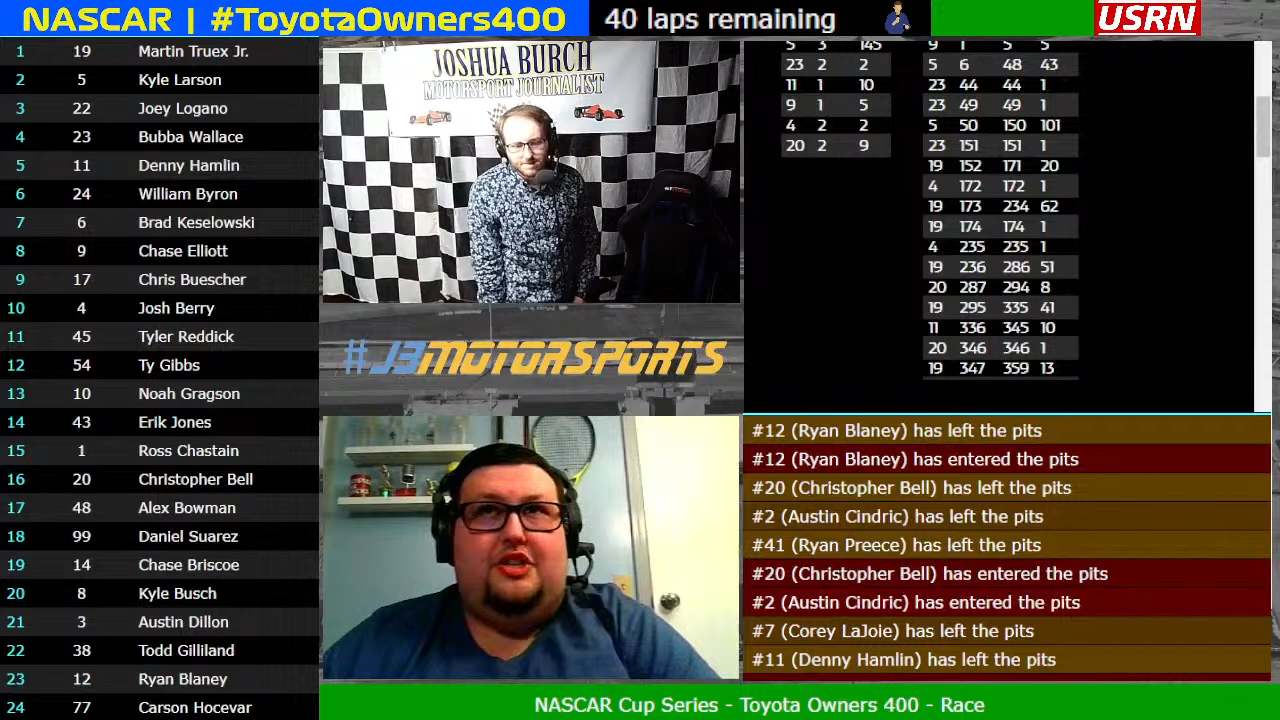 NASCAR | #ToyotaOwners400
40 laps remaining
USRN
1 19 Martin Truex Jr.
2 5 Kyle Larson
3 22 Joey Logano
4 23 Bubba Wallace
5 11 Denny Hamlin
6 24 William Byron
7 6 Brad Keselowski
8 9 Chase Elliott
9 17 Chris Buescher
10 4 Josh Berry
11 45 Tyler Reddick
12 54 Ty Gibbs
13 10 Noah Gragson
14 43 Erik Jones
15 1 Ross Chastain
16 20 Christopher Bell
17 48 Alex Bowman
18 99 Daniel Suarez
19 14 Chase Briscoe
20 8 Kyle Busch
21 3 Austin Dillon
22 38 Todd Gilliland
23 12 Ryan Blaney
24 77 Carson Hocevar
JOSHUA BURCH
MOTORSPORT JOURNALIST
#JBMOTORSPORTS
5 3 145
23 2 2
11 1 10
9 1 5
4 2 2
20 2 9
9 1 5 5
5 6 48 43
23 44 44 1
23 49 49 1
5 50 150 101
23 151 151 1
19 152 171 20
4 172 172 1
19 173 234 62
19 174 174 1
4 235 235 1
19 236 286 51
20 287 294 8
19 295 335 41
11 336 345 10
20 346 346 1
19 347 359 13
#12 (Ryan Blaney) has left the pits
#12 (Ryan Blaney) has entered the pits
#20 (Christopher Bell) has left the pits
#2 (Austin Cindric) has left the pits
#41 (Ryan Preece) has left the pits
#20 (Christopher Bell) has entered the pits
#2 (Austin Cindric) has entered the pits
#7 (Corey LaJoie) has left the pits
#11 (Denny Hamlin) has left the pits
NASCAR Cup Series - Toyota Owners 400 - Race